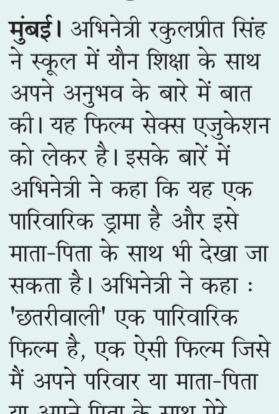 मुंबई। अभिनेत्री रकुलप्रीत सिंह
ने स्कूल में यौन शिक्षा के साथ
अपने अनुभव के बारे में बात
की। यह फिल्म सेक्स एजुकेशन
को लेकर है। इसके बारें में
अभिनेत्री ने कहा कि यह एक
पारिवारिक ड्रामा है और इसे
माता-पिता के साथ भी देखा जा
सकता है। अभिनेत्री ने कहा :
'छतरीवाली' एक पारिवारिक
फिल्म है, एक ऐसी फिल्म जिसे
मैं अपने परिवार या माता-पिता
या अपने पिता के साथ मेरे